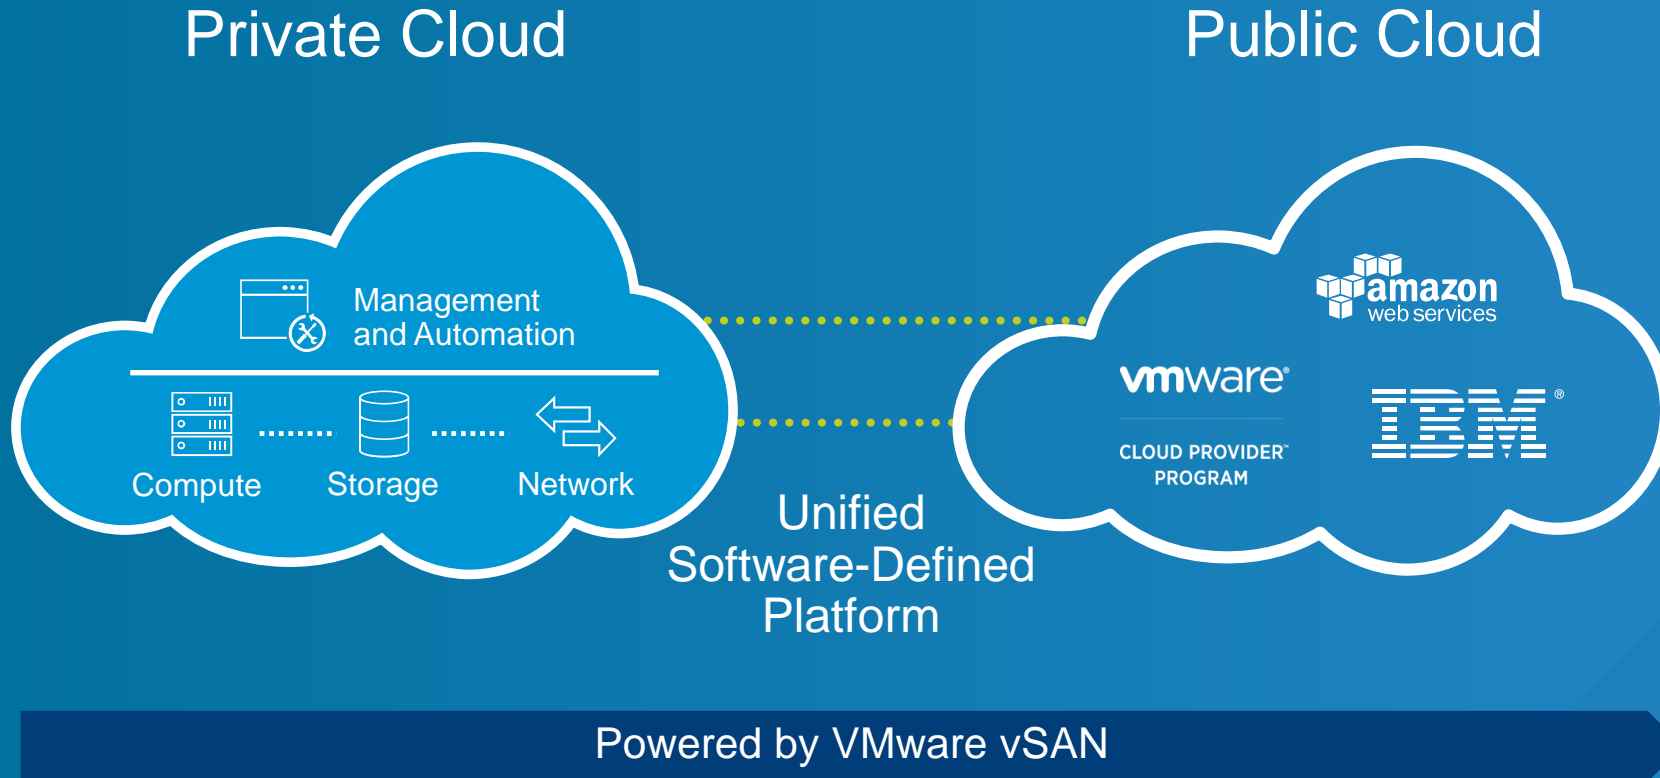 Private Cloud
Public Cloud
Management
and Automation
Compute
Storage
Network
amazon
web services
vmware®
CLOUD PROVIDER™
PROGRAM
IBM®
Unified
Software-Defined
Platform
Powered by VMware vSAN